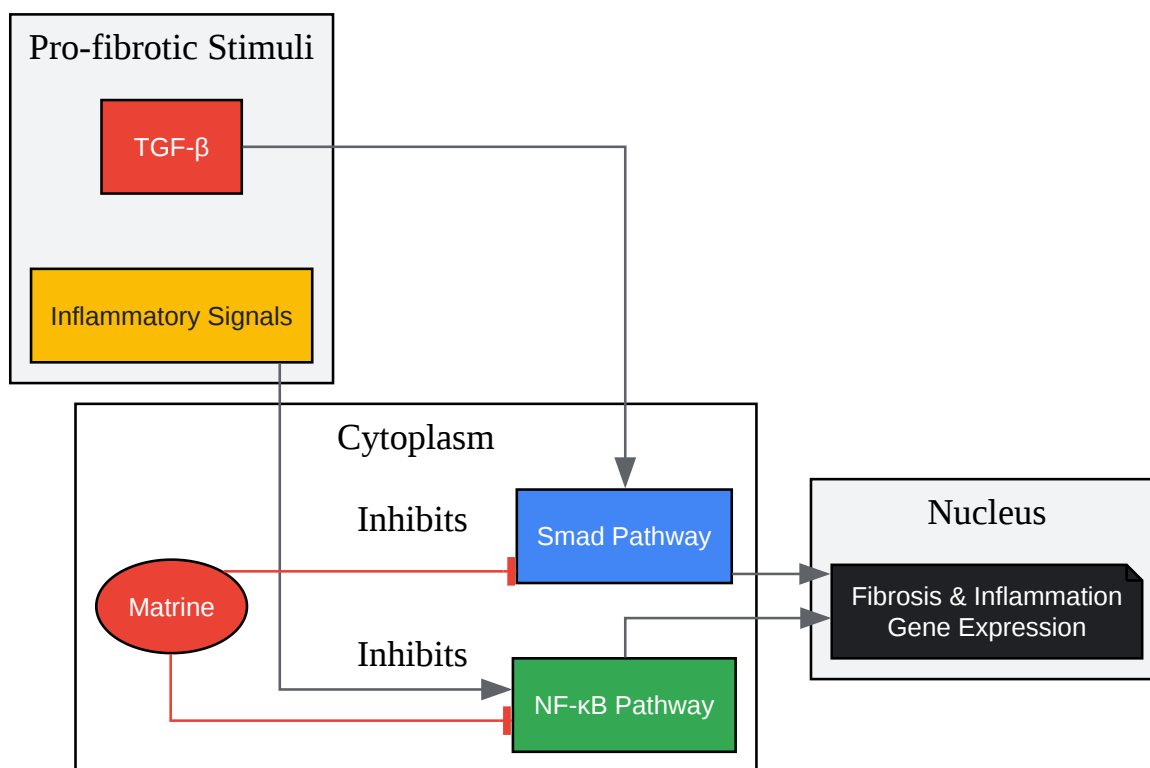 Pro-fibrotic Stimuli
TGF-β
Inflammatory Signals
Cytoplasm
Inhibits
Smad Pathway
Matrine
Inhibits
NF-κB Pathway
Nucleus
Fibrosis & Inflammation
Gene Expression